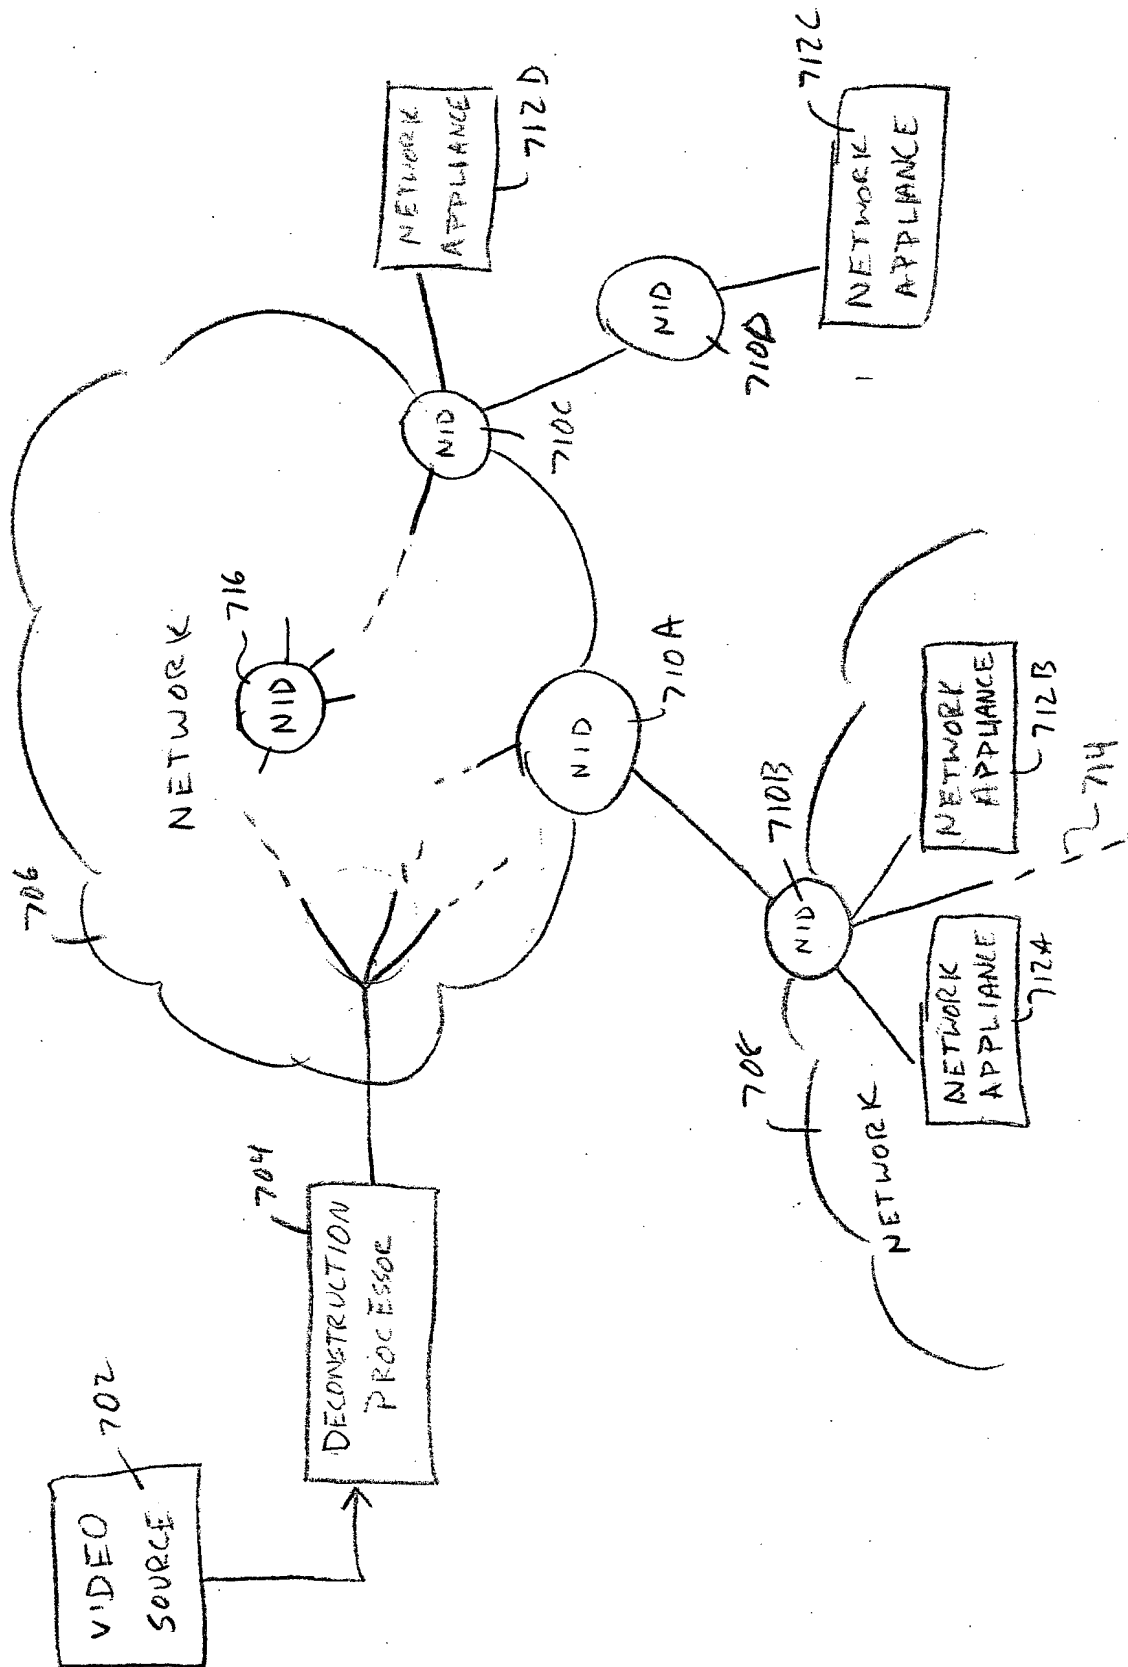 VIDEO
SOURCE
702
DECONSTRUCTION
PROCESSOR
704
706
NETWORK
NID
716
NID
710A
NID
710C
NETWORK
APPLIANCE
712D
NID
710D
NETWORK
APPLIANCE
712C
708
NETWORK
NID
710B
NETWORK
APPLIANCE
712A
NETWORK
APPLIANCE
712B
714